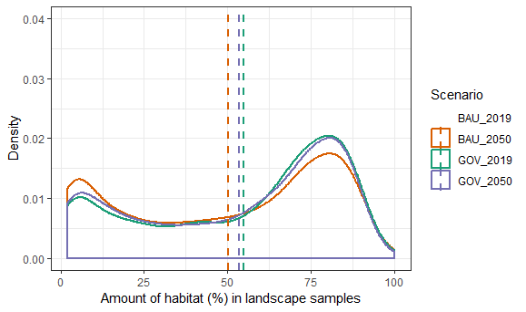 0.04
0.03
0.02
0.01
0.00
Density
0
25
50
75
100
Amount of habitat (%) in landscape samples
Scenario
BAU_2019
BAU_2050
GOV_2019
GOV_2050